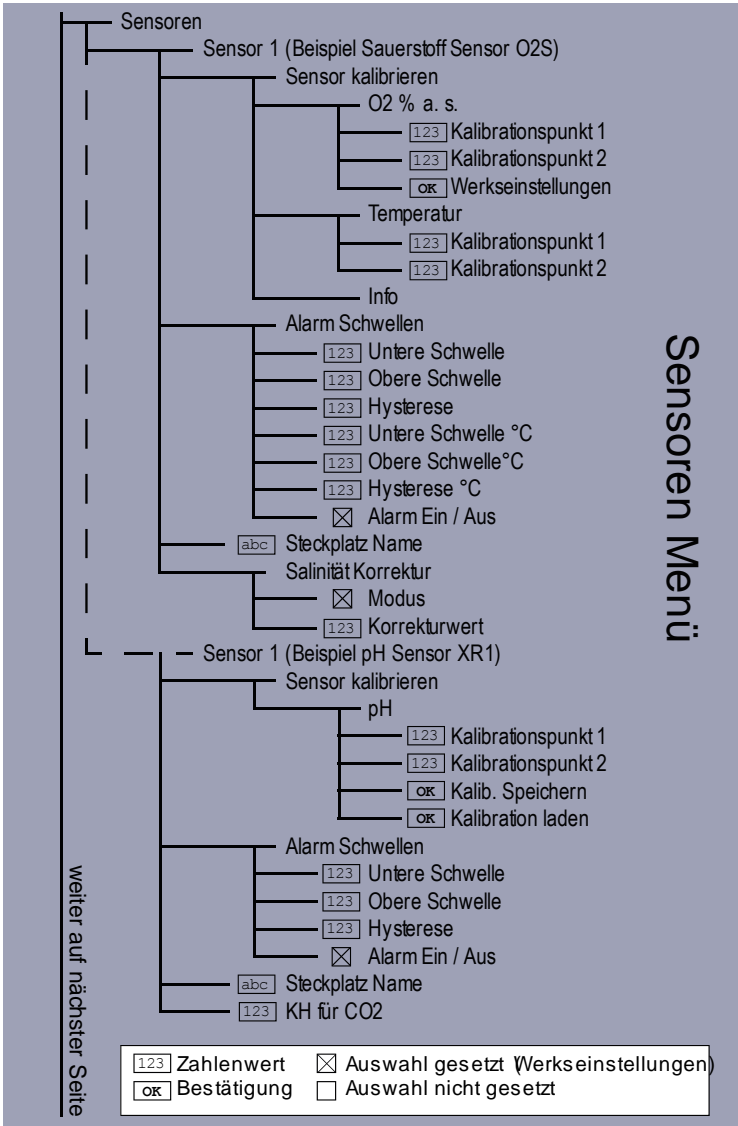 Sensoren
Sensor 1 (Beispiel Sauerstoff Sensor O2S)
Sensor kalibrieren
O2 % a. s.
123 Kalibrationspunkt 1
123 Kalibrationspunkt 2
OK Werkseinstellungen
Temperatur
123 Kalibrationspunkt 1
123 Kalibrationspunkt 2
Info
Alarm Schwellen
123 Untere Schwelle
123 Obere Schwelle
123 Hysterese
123 Untere Schwelle °C
123 Obere Schwelle°C
123 Hysterese °C
Alarm Ein / Aus
abc Steckplatz Name
Salinität Korrektur
Modus
123 Korrekturwert
Sensor 1 (Beispiel pH Sensor XR1)
Sensor kalibrieren
pH
123 Kalibrationspunkt 1
123 Kalibrationspunkt 2
OK Kalib. Speichern
OK Kalibration laden
Alarm Schwellen
123 Untere Schwelle
123 Obere Schwelle
123 Hysterese
Alarm Ein / Aus
abc Steckplatz Name
123 KH für CO2
Sensoren Menü
weiter auf nächster Seite
123 Zahlenwert Auswahl gesetzt (Werkseinstellungen)
OK Bestätigung Auswahl nicht gesetzt